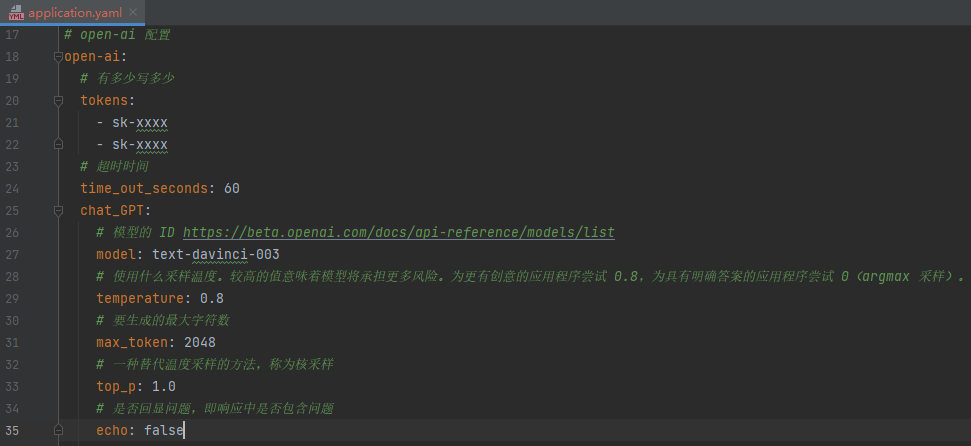 application.yaml
17 # open-ai 配置
18 open-ai:
19 # 有多少写多少
20 tokens:
21 - sk-xxxx
22 - sk-xxxx
23 # 超时时间
24 time_out_seconds: 60
25 chat_GPT:
26 # 模型的 ID https://beta.openai.com/docs/api-reference/models/list
27 model: text-davinci-003
28 # 使用什么采样温度。较高的值意味着模型将承担更多风险。为更有创意的应用程序尝试 0.8，为具有明确答案的应用程序尝试 0（argmax 采样）。
29 temperature: 0.8
30 # 要生成的最大字符数
31 max_token: 2048
32 # 一种替代温度采样的方法，称为核采样
33 top_p: 1.0
34 # 是否回显问题，即响应中是否包含问题
35 echo: false